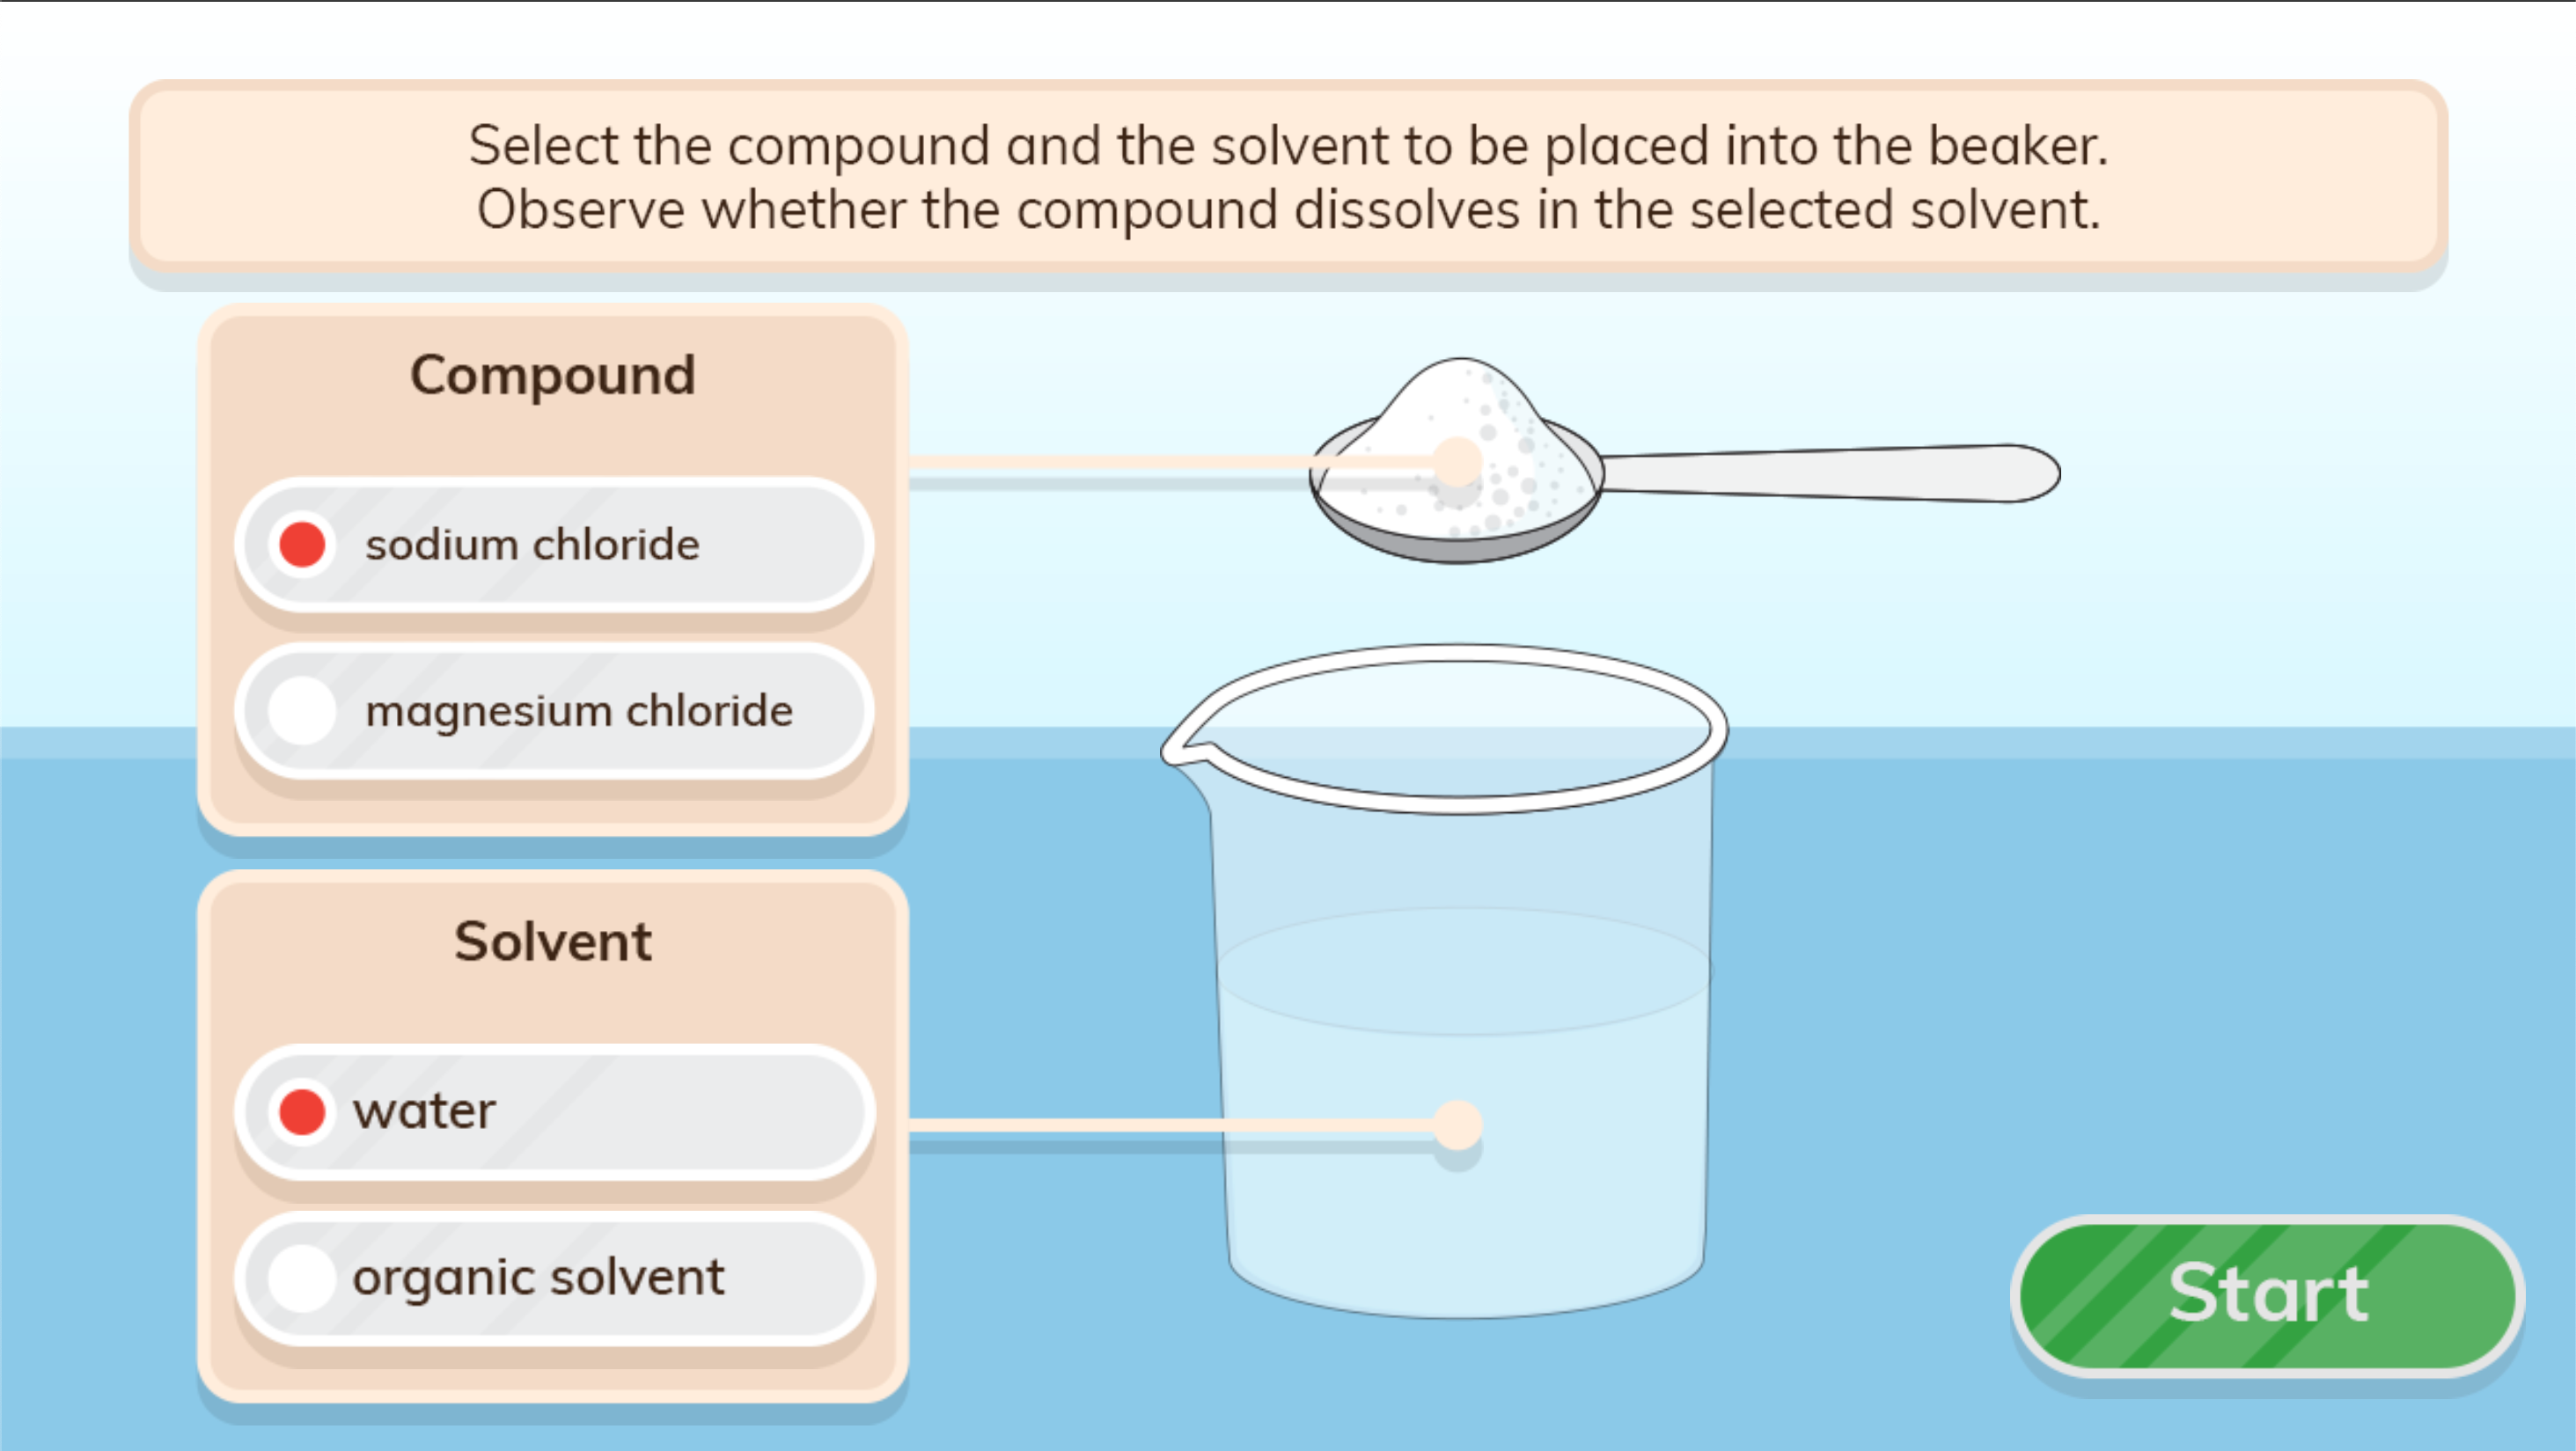 Select the compound and the solvent to be placed into the beaker.
Observe whether the compound dissolves in the selected solvent.
Compound
sodium chloride
magnesium chloride
Solvent
water
organic solvent
Start